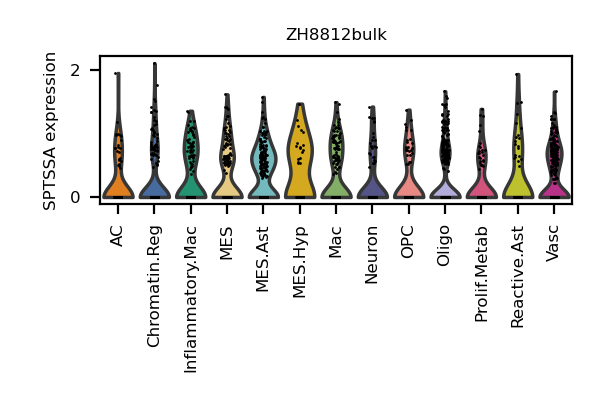 ZH8812bulk
SPTSSA expression
2
0
AC
Chromatin.Reg
Inflammatory.Mac
MES
MES.Ast
MES.Hyp
Mac
Neuron
OPC
Oligo
Prolif.Metab
Reactive.Ast
Vasc